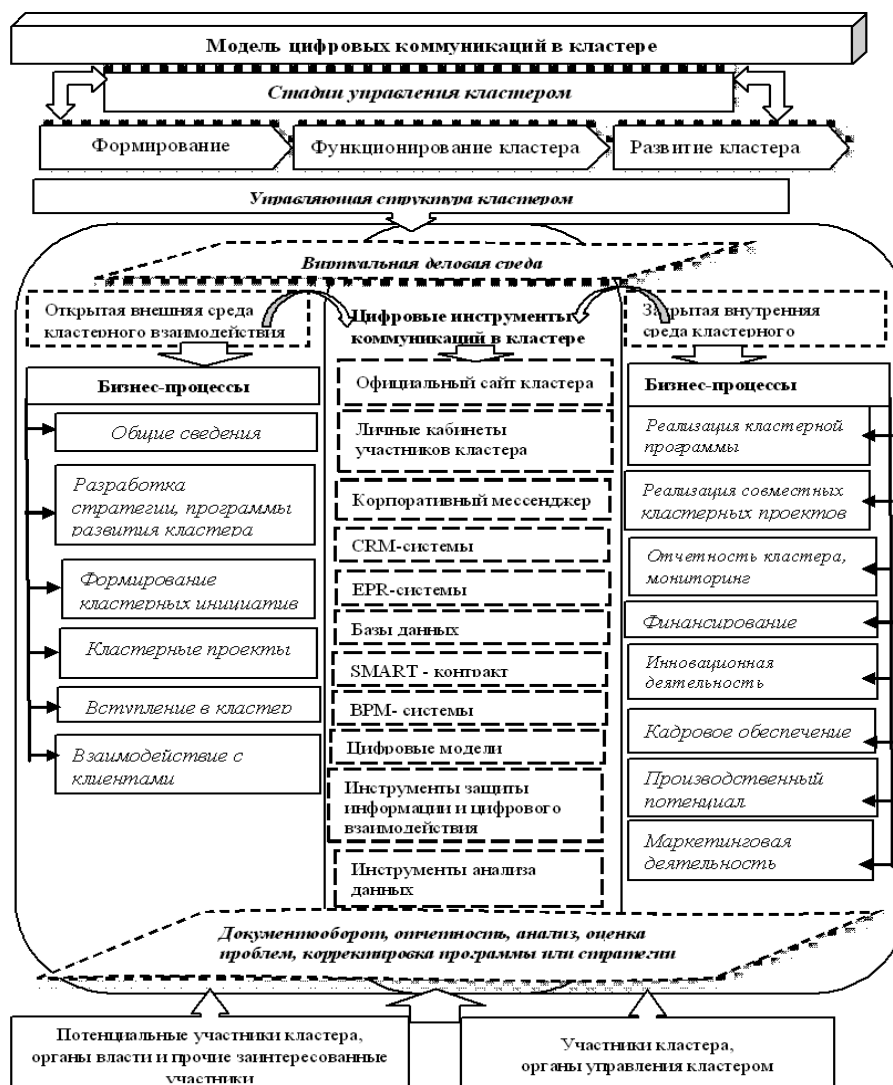 Модель цифровых коммуникаций в кластере
Стадии управления кластером
Формирование
Функционирование кластера
Развитие кластера
Управляющая структура кластером
Виртуальная деловая среда
Открытая внешняя среда
кластерного взаимодействия
Бизнес-процессы
Общие сведения
Разработка
стратегии, программы
развития кластера
Формирование
кластерных инициатив
Кластерные проекты
Вступление в кластер
Взаимодействие с
клиентами
Цифровые инструменты
коммуникаций в кластере
Официальный сайт кластера
Личные кабинеты
участников кластера
Корпоративный мессенджер
CRM-системы
EPR-системы
Базы данных
SMART - контракт
BPM- системы
Цифровые модели
Инструменты защиты
информации и цифрового
взаимодействия
Инструменты анализа
данных
Закрытая внутренняя
среда кластерного
Бизнес-процессы
Реализация кластерной
программы
Реализация совместных
кластерных проектов
Отчетность кластера,
мониторинг
Финансирование
Инновационная
деятельность
Кадровое обеспечение
Производственный
потенциал
Маркетинговая
деятельность
Документооборот, отчетность, анализ, оценка
проблем, корректировка программы или стратегии
Потенциальные участники кластера,
органы власти и прочие заинтересованные
участники
Участники кластера,
органы управления кластером